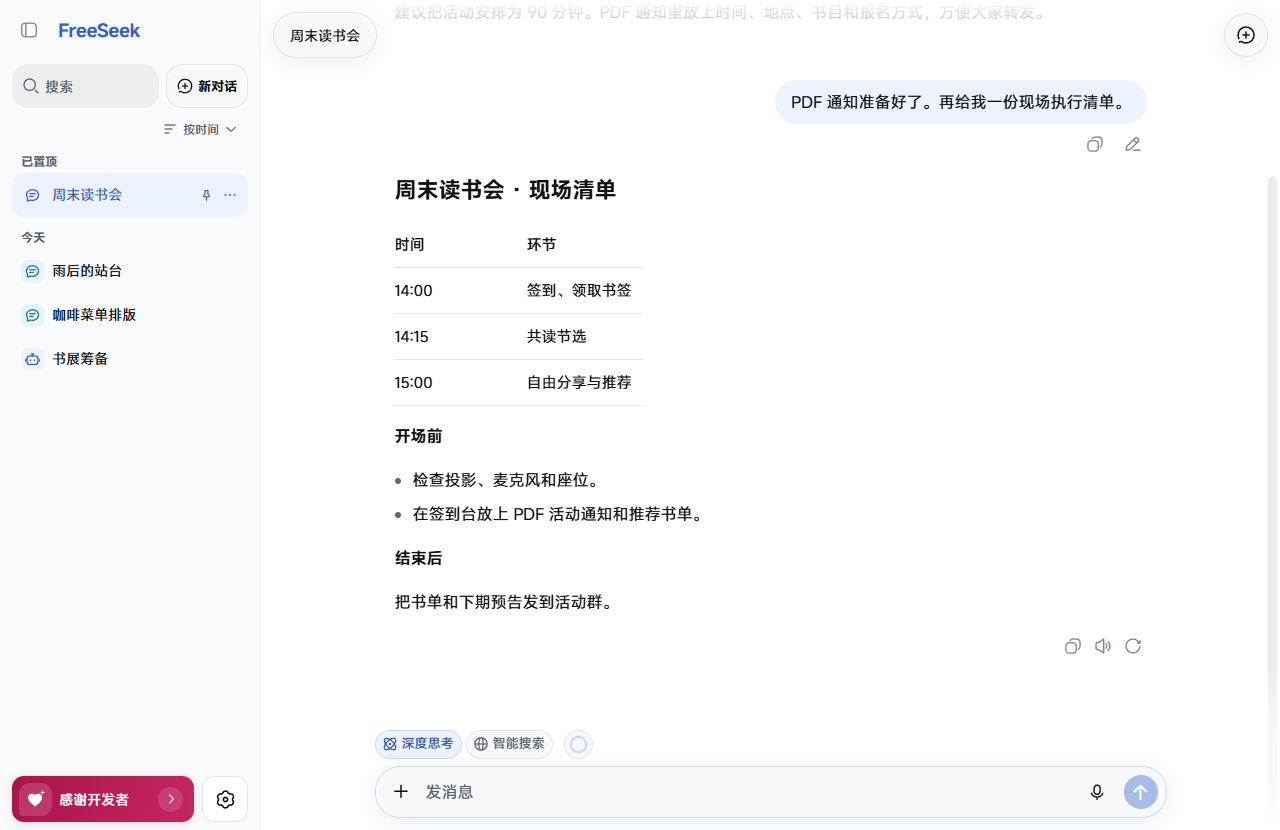 FreeSeek
搜索
新对话
按时间
已置顶
周末读书会
今天
雨后的站台
咖啡菜单排版
书展筹备
感谢开发者
周末读书会
建议把活动安排为 90 分钟。PDF 通知里放上时间、地点、书目和报名方式，方便大家转发。
PDF 通知准备好了。再给我一份现场执行清单。
周末读书会 · 现场清单
时间 环节
14:00 签到、领取书签
14:15 共读节选
15:00 自由分享与推荐
开场前
检查投影、麦克风和座位。
在签到台放上 PDF 活动通知和推荐书单。
结束后
把书单和下期预告发到活动群。
深度思考 智能搜索
发消息